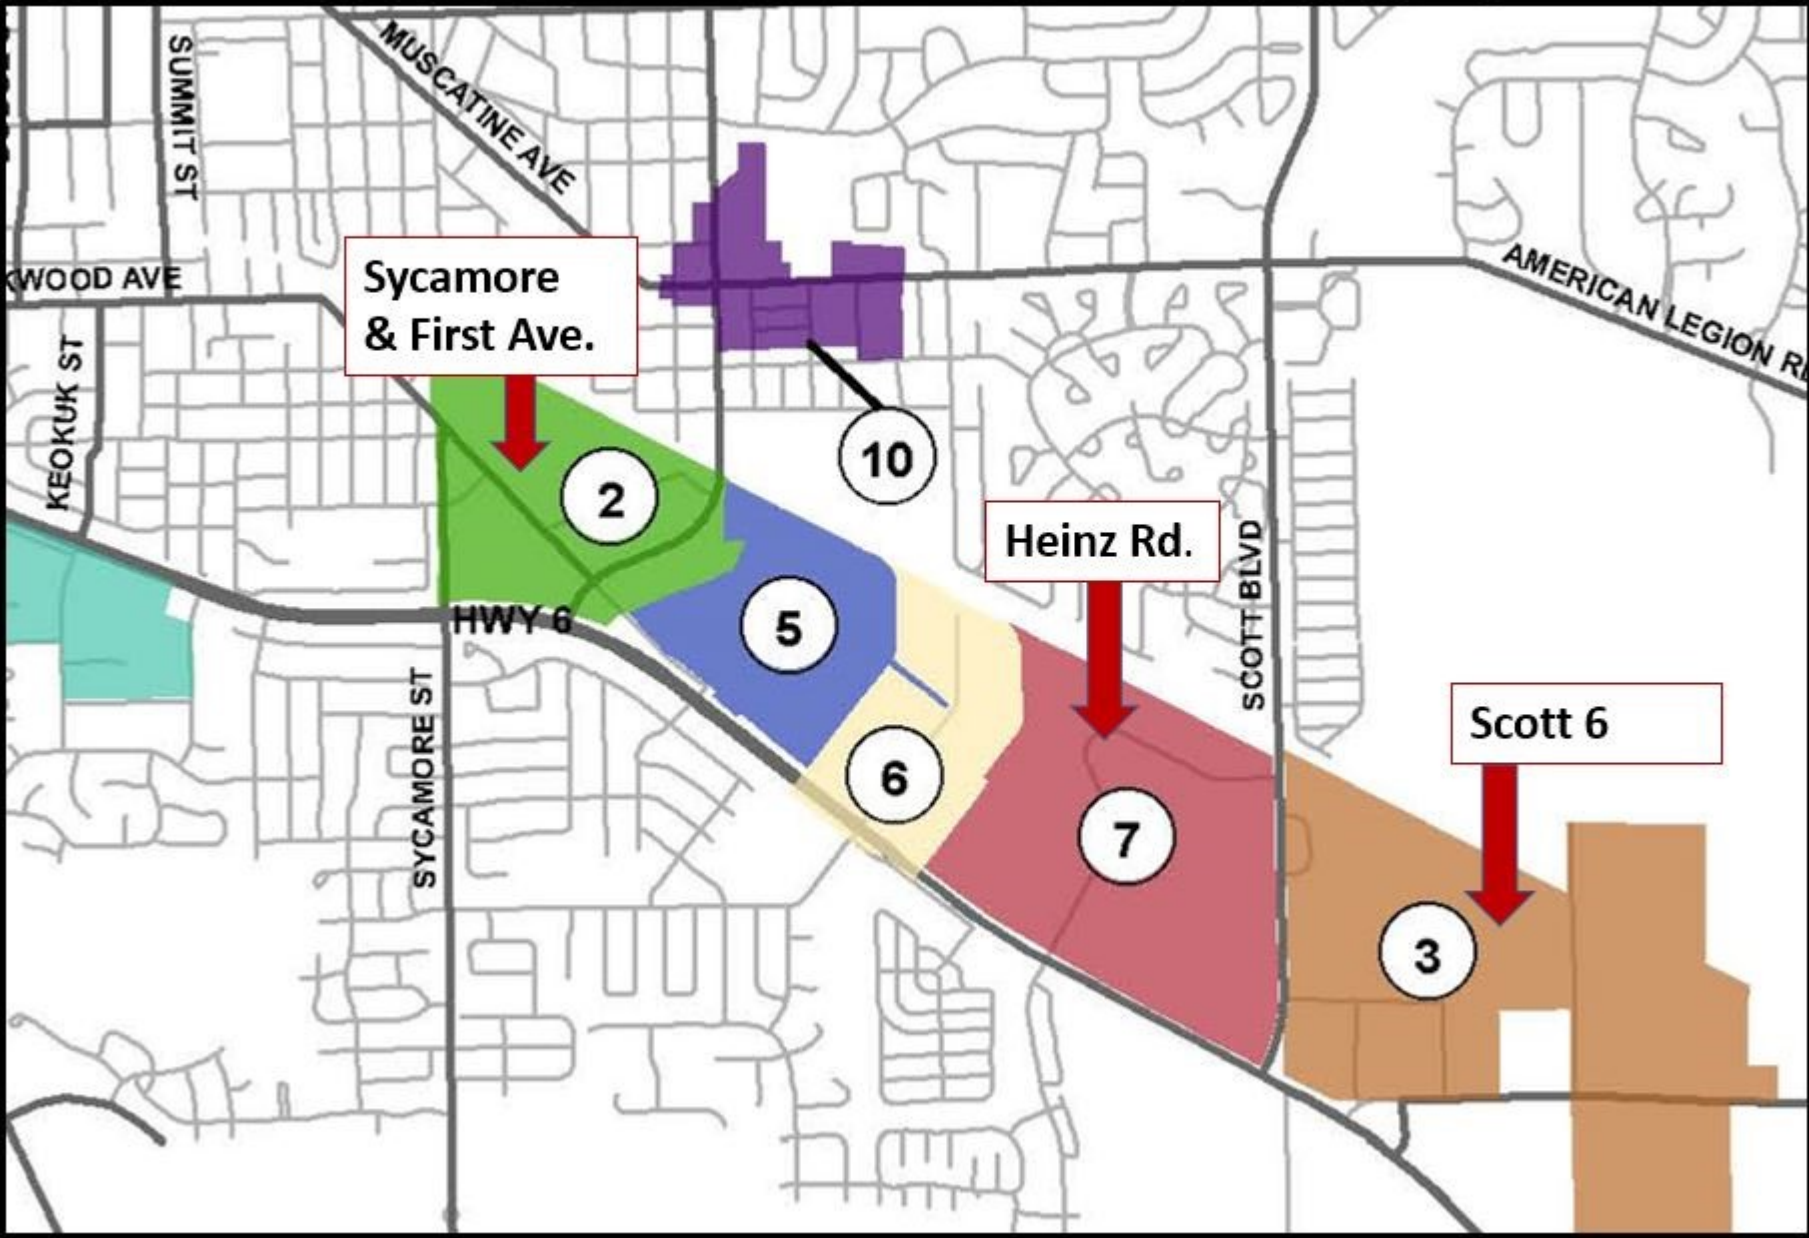 SUMMIT ST
MUSCATINE AVE
KWOOD AVE
Sycamore
& First Ave.
AMERICAN LEGION
KEOKUK ST
10
2
Heinz Rd.
SCOTT BLVD
HWY 6
5
SYCAMORE ST
6
Scott 6
7
3